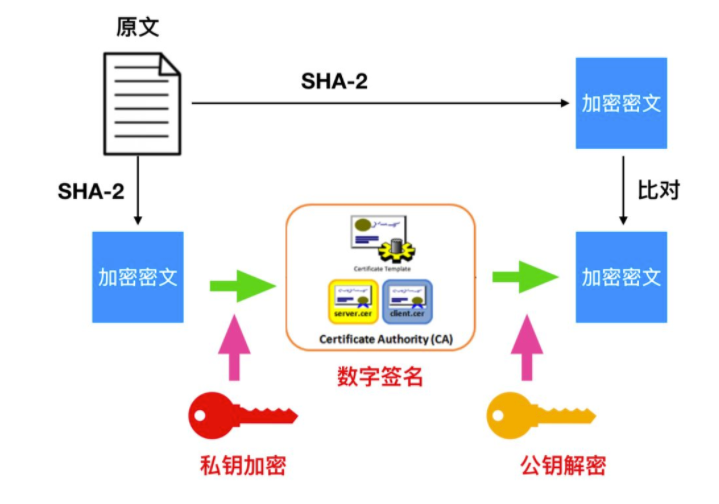 原文
SHA-2
加密密文
SHA-2
比对
加密密文
Certificate Template
server.cer
client.cer
Certificate Authority (CA)
加密密文
数字签名
私钥加密
公钥解密